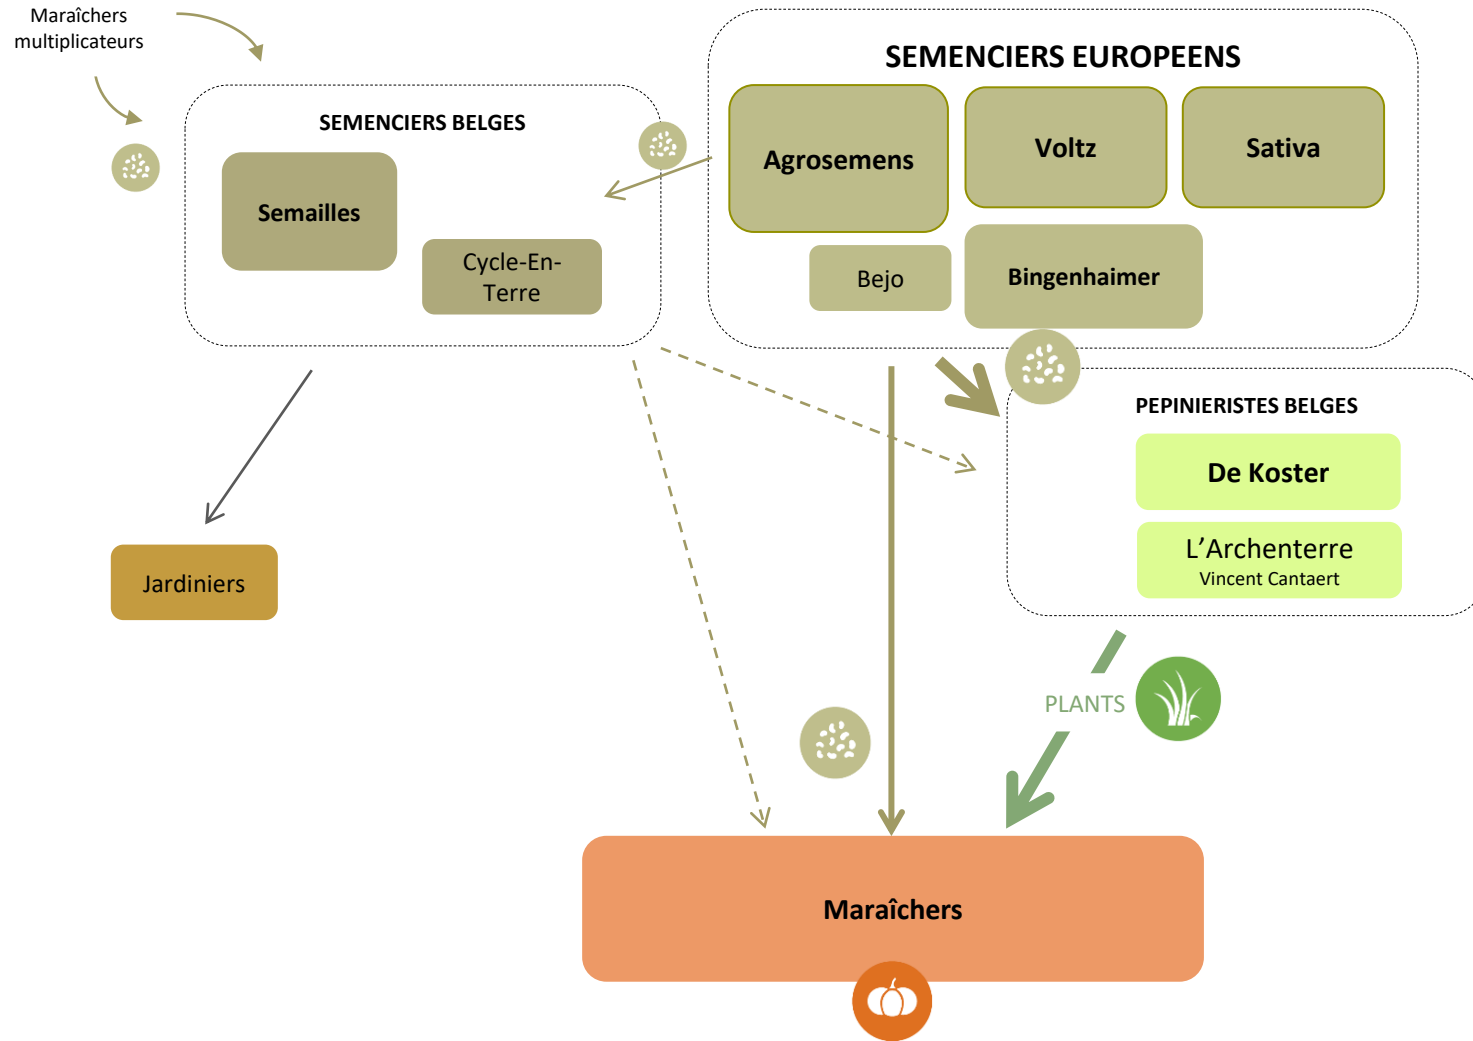 Maraîchers
multiplicateurs
SEMENCIERS BELGES
Semailles
Cycle-En-
Terre
SEMENCIERS EUROPEENS
Agrosemens
Voltz
Sativa
Bejo
Bingenhaimer
PEPINIERISTES BELGES
De Koster
L’Archenterre
Vincent Cantaert
Jardiniers
PLANTS
Maraîchers